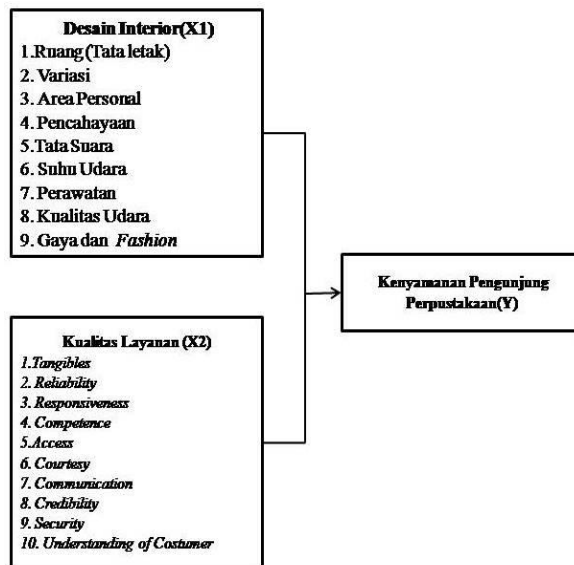 Desain Interior(X1)
1.Ruang (Tata letak)
2. Variasi
3. Area Personal
4. Pencahayaan
5.Tata Suara
6. Suhu Udara
7. Perawatan
8. Kualitas Udara
9. Gaya dan Fashion
Kenyamanan Pengunjung
Perpustakaan(Y)
Kualitas Layanan (X2)
1.Tangibles
2. Reliability
3. Responsiveness
4. Competence
5.Access
6. Courtesy
7. Communication
8. Credibility
9. Security
10. Understanding of Costumer